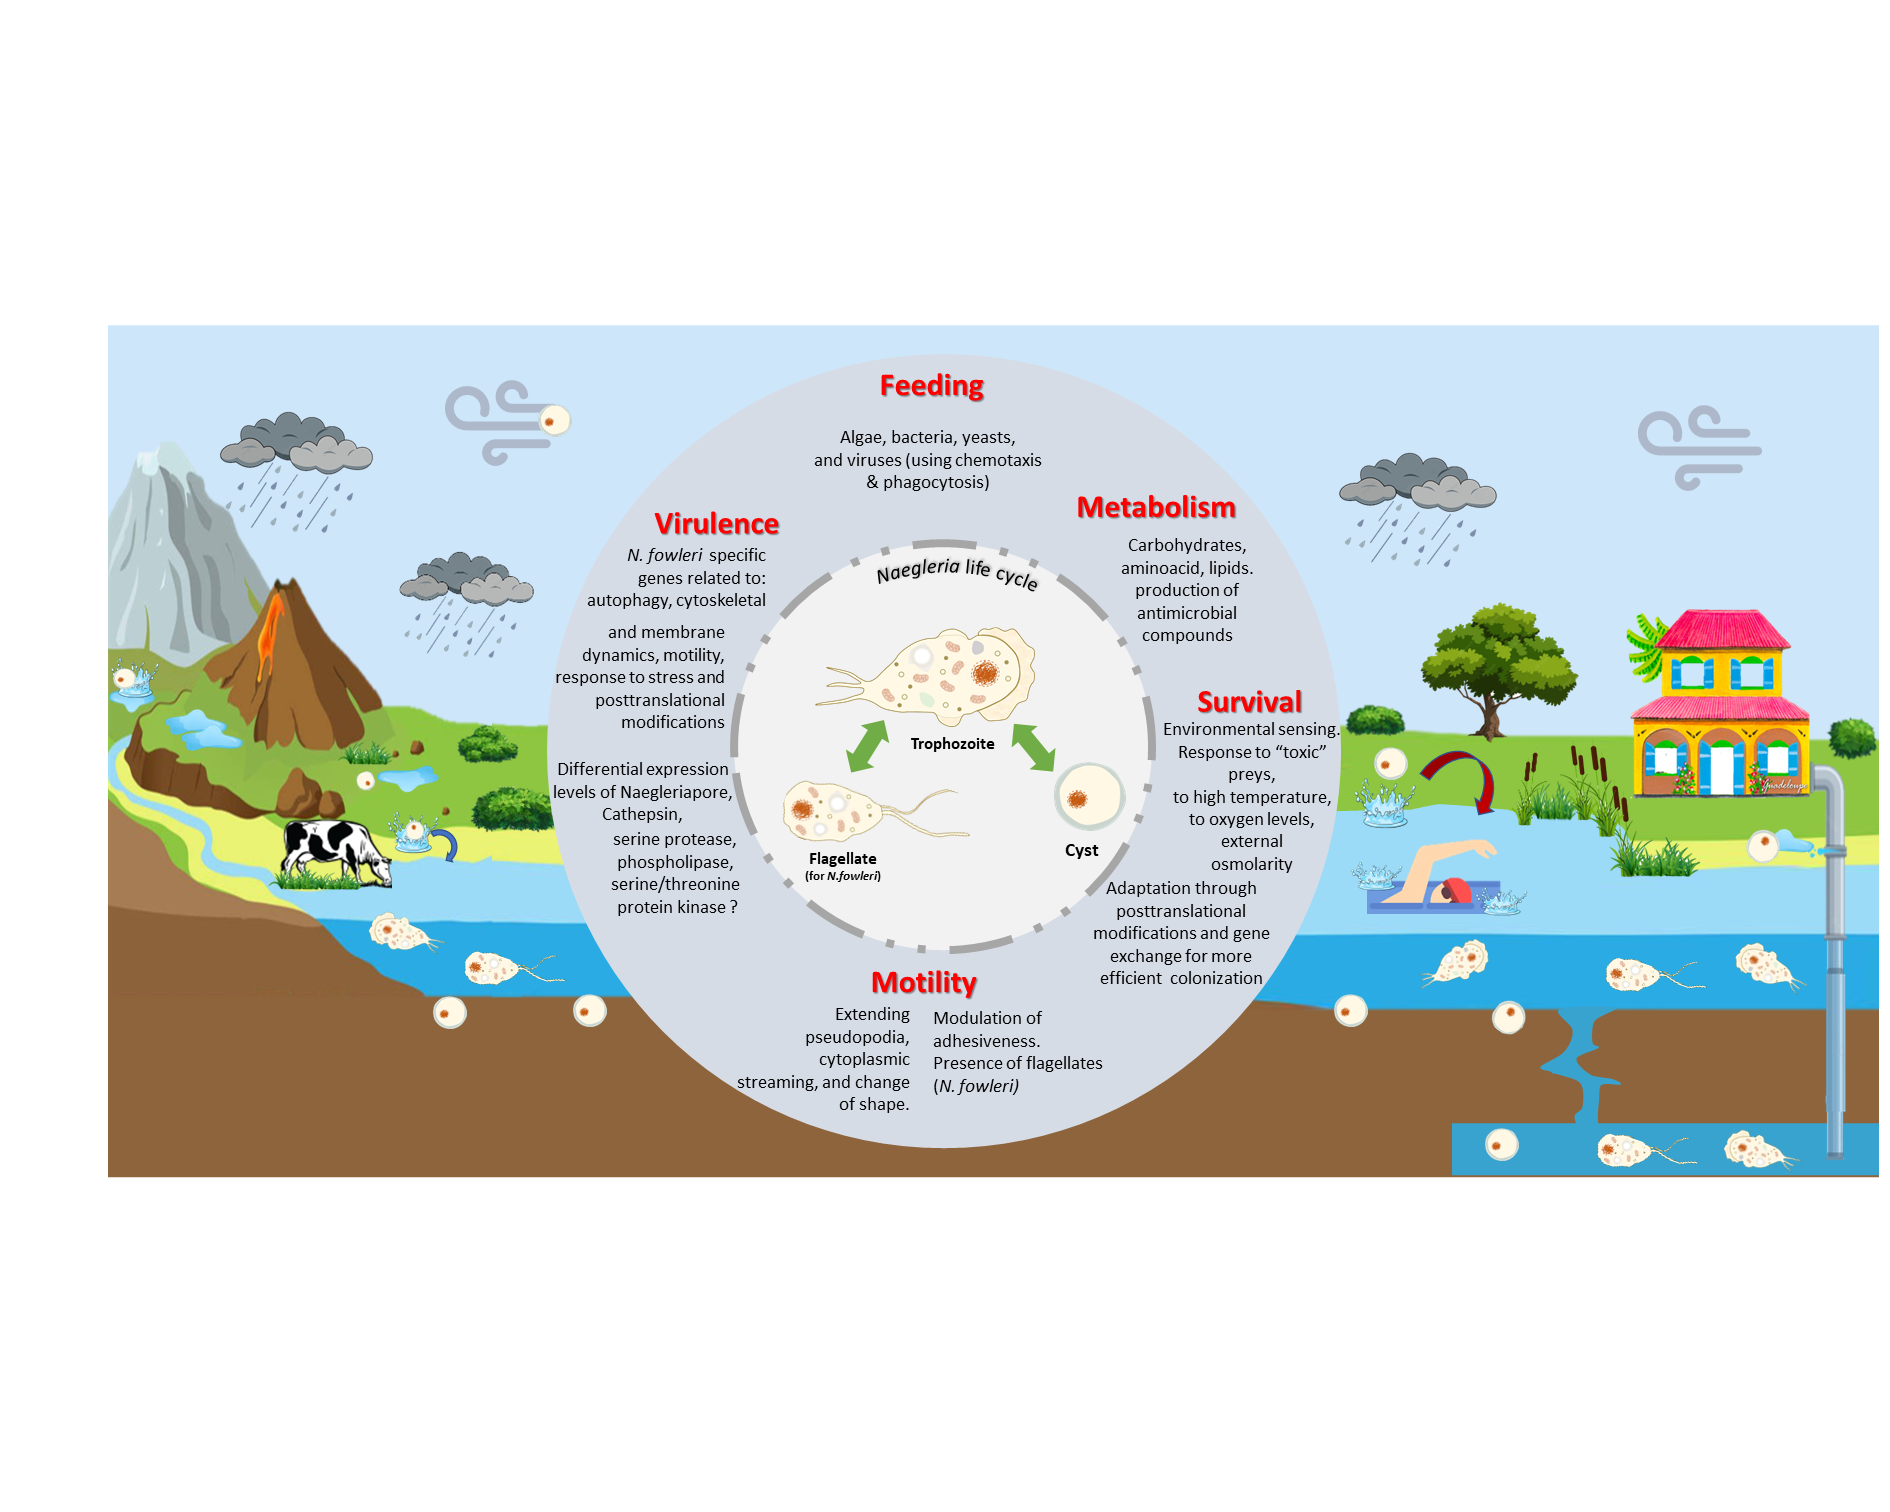 Feeding
Algae, bacteria, yeasts,
and viruses (using chemotaxis
& phagocytosis)
Metabolism
Carbohydrates,
aminoacid, lipids.
production of
antimicrobial
compounds
Survival
Environmental sensing.
Response to “toxic”
preys,
to high temperature,
to oxygen levels,
external
osmolarity
Adaptation through
posttranslational
modifications and gene
exchange for more
efficient colonization
Motility
Extending
pseudopodia,
cytoplasmic
streaming, and change
of shape.
Modulation of
adhesiveness.
Presence of flagellates
(N. fowleri)
Virulence
N. fowleri specific
genes related to:
autophagy, cytoskeletal
and membrane
dynamics, motility,
response to stress and
posttranslational
modifications
Differential expression
levels of Naegleriapore,
Cathepsin,
serine protease,
phospholipase,
serine/threonine
protein kinase ?
Naegleria life cycle
Trophozoite
Flagellate
(for N.fowleri)
Cyst
Guadeloupe